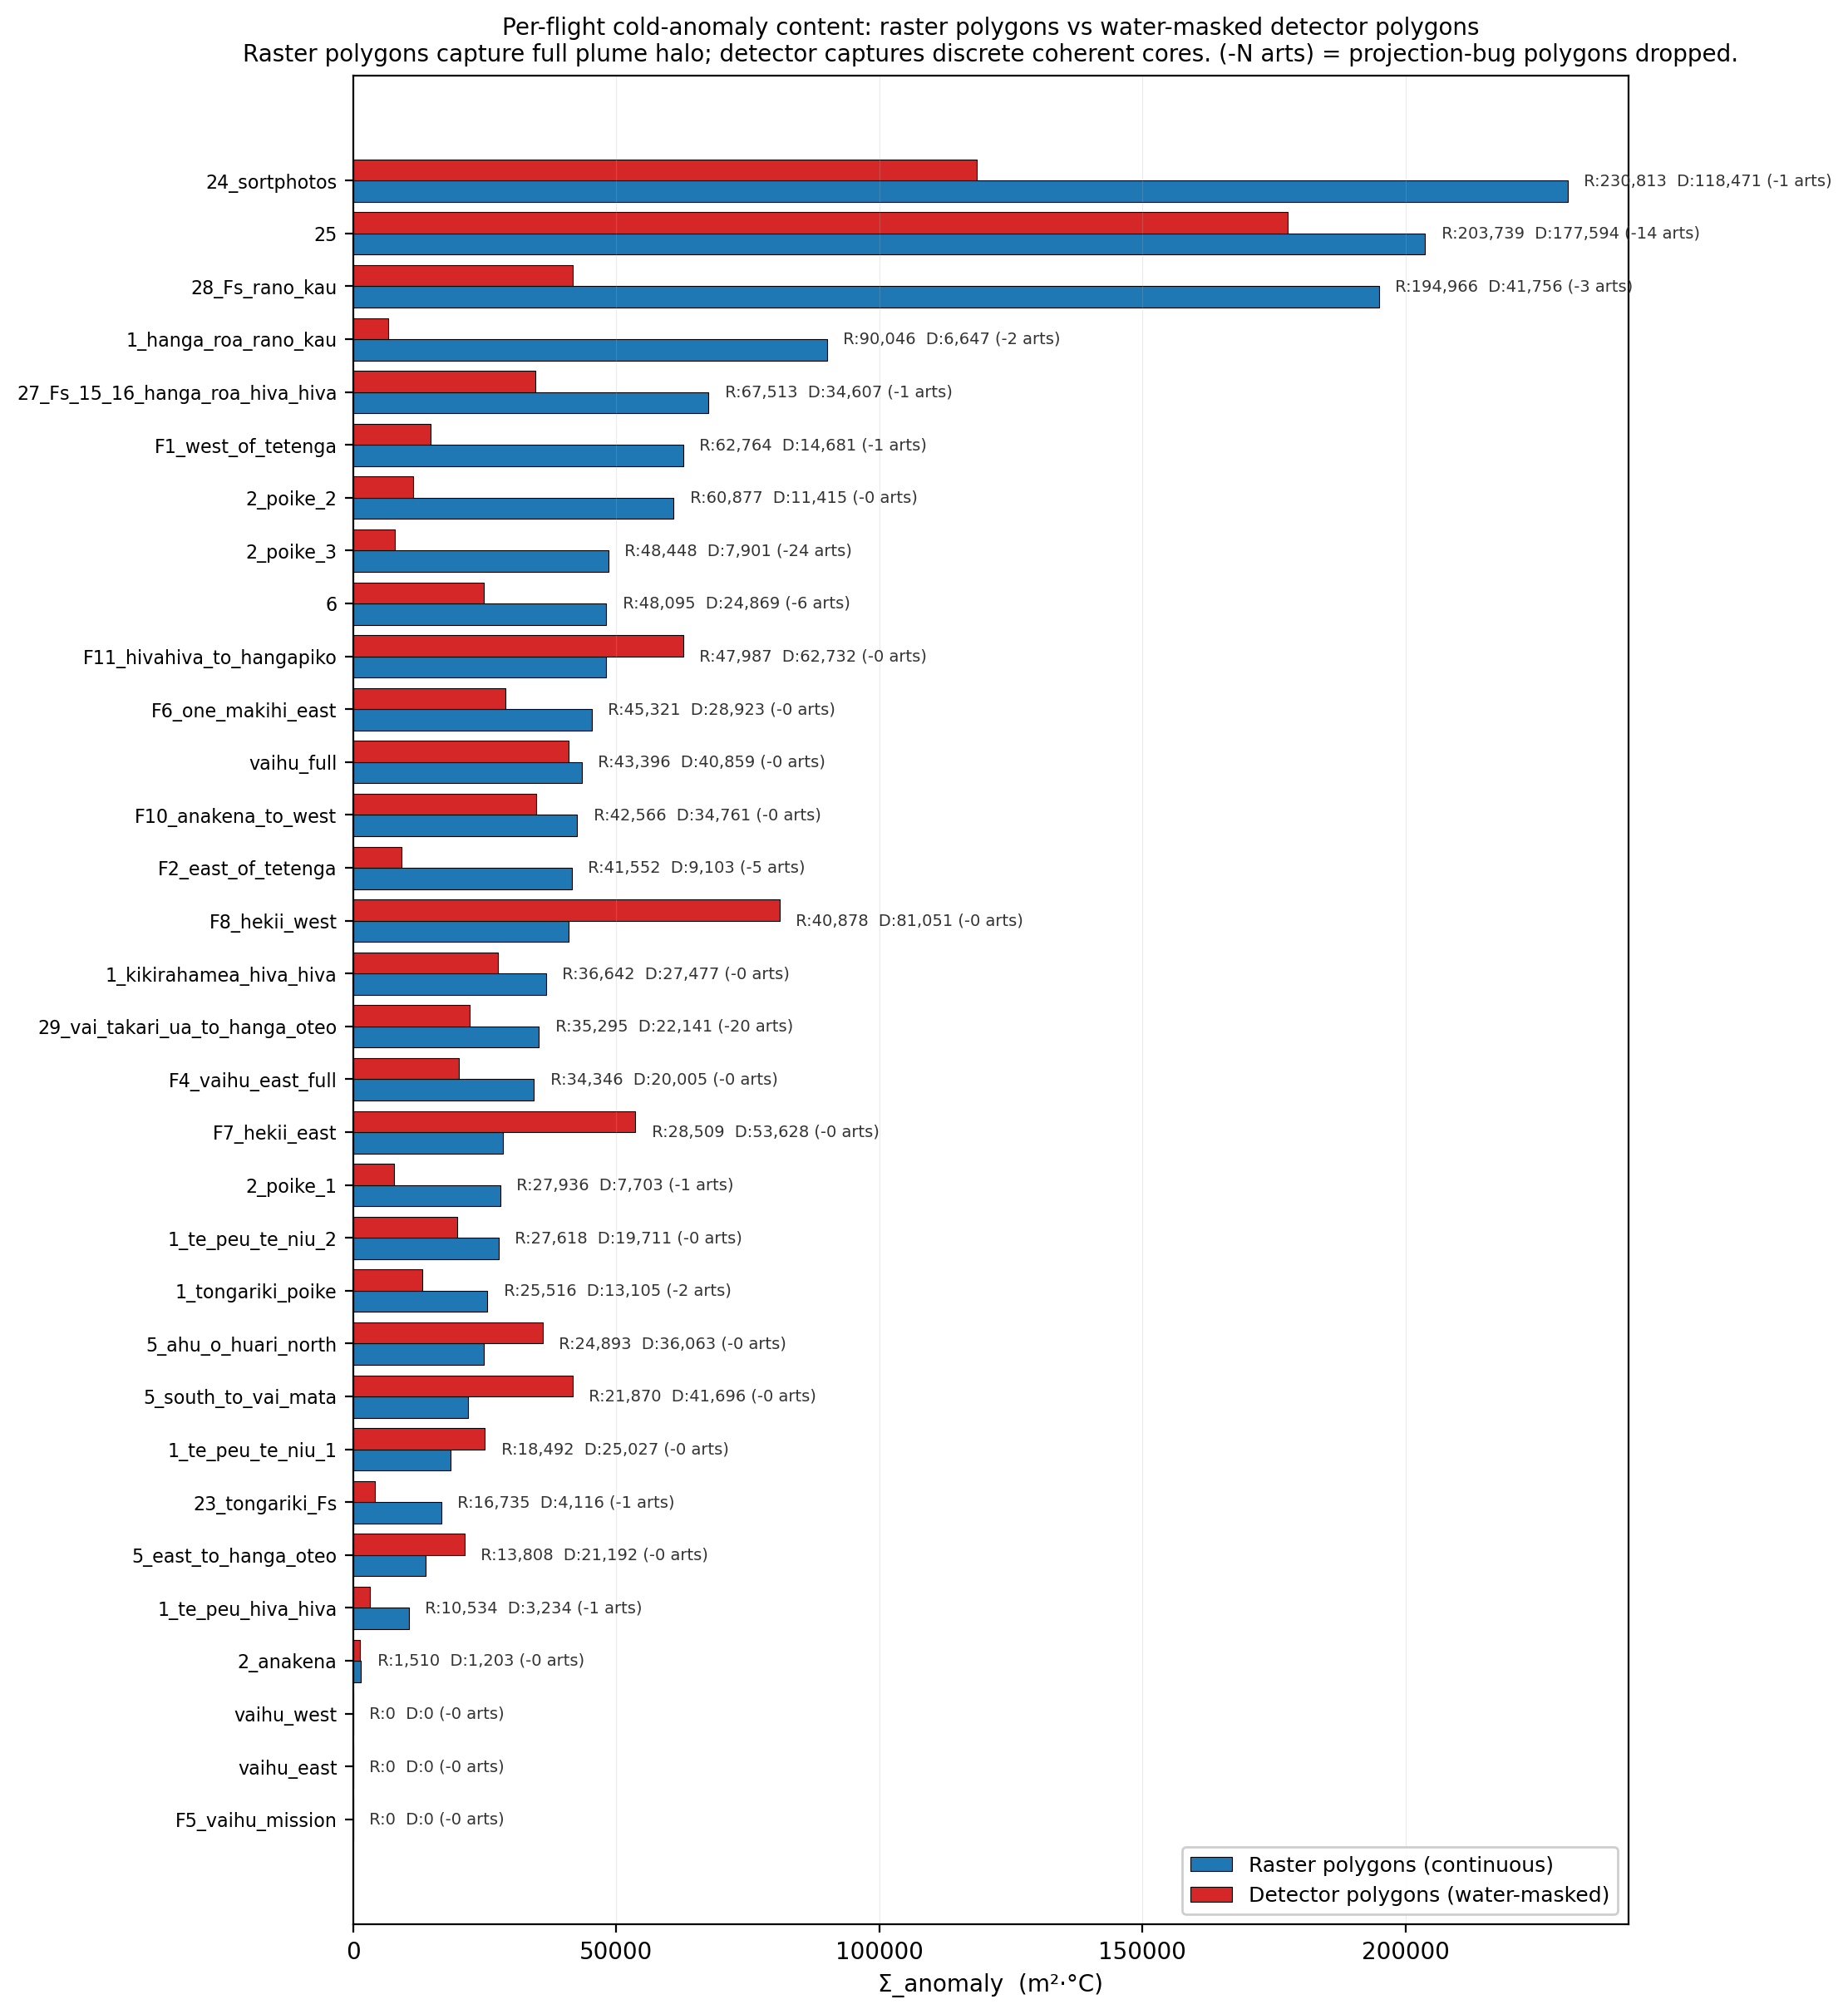 Per-flight cold-anomaly content: raster polygons vs water-masked detector polygons
Raster polygons capture full plume halo; detector captures discrete coherent cores. (-N arts) = projection-bug polygons dropped.
24_sortphotos R:230,813 D:118,471 (-1 arts)
25 R:203,739 D:177,594 (-14 arts)
28_Fs_rano_kau R:194,966 D:41,756 (-3 arts)
1_hanga_roa_rano_kau R:90,046 D:6,647 (-2 arts)
27_Fs_15_16_hanga_roa_hiva_hiva R:67,513 D:34,607 (-1 arts)
F1_west_of_tetenga R:62,764 D:14,681 (-1 arts)
2_poike_2 R:60,877 D:11,415 (-0 arts)
2_poike_3 R:48,448 D:7,901 (-24 arts)
6 R:48,095 D:24,869 (-6 arts)
F11_hivahiva_to_hangapiko R:47,987 D:62,732 (-0 arts)
F6_one_makihi_east R:45,321 D:28,923 (-0 arts)
vaihu_full R:43,396 D:40,859 (-0 arts)
F10_anakena_to_west R:42,566 D:34,761 (-0 arts)
F2_east_of_tetenga R:41,552 D:9,103 (-5 arts)
F8_hekii_west R:40,878 D:81,051 (-0 arts)
1_kikirahamea_hiva_hiva R:36,642 D:27,477 (-0 arts)
29_vai_takari_ua_to_hanga_oteo R:35,295 D:22,141 (-20 arts)
F4_vaihu_east_full R:34,346 D:20,005 (-0 arts)
F7_hekii_east R:28,509 D:53,628 (-0 arts)
2_poike_1 R:27,936 D:7,703 (-1 arts)
1_te_peu_te_niu_2 R:27,618 D:19,711 (-0 arts)
1_tongariki_poike R:25,516 D:13,105 (-2 arts)
5_ahu_o_huari_north R:24,893 D:36,063 (-0 arts)
5_south_to_vai_mata R:21,870 D:41,696 (-0 arts)
1_te_peu_te_niu_1 R:18,492 D:25,027 (-0 arts)
23_tongariki_Fs R:16,735 D:4,116 (-1 arts)
5_east_to_hanga_oteo R:13,808 D:21,192 (-0 arts)
1_te_peu_hiva_hiva R:10,534 D:3,234 (-1 arts)
2_anakena R:1,510 D:1,203 (-0 arts)
vaihu_west R:0 D:0 (-0 arts)
vaihu_east R:0 D:0 (-0 arts)
F5_vaihu_mission R:0 D:0 (-0 arts)
Raster polygons (continuous)
Detector polygons (water-masked)
0 50000 100000 150000 200000
Σ_anomaly (m²·°C)